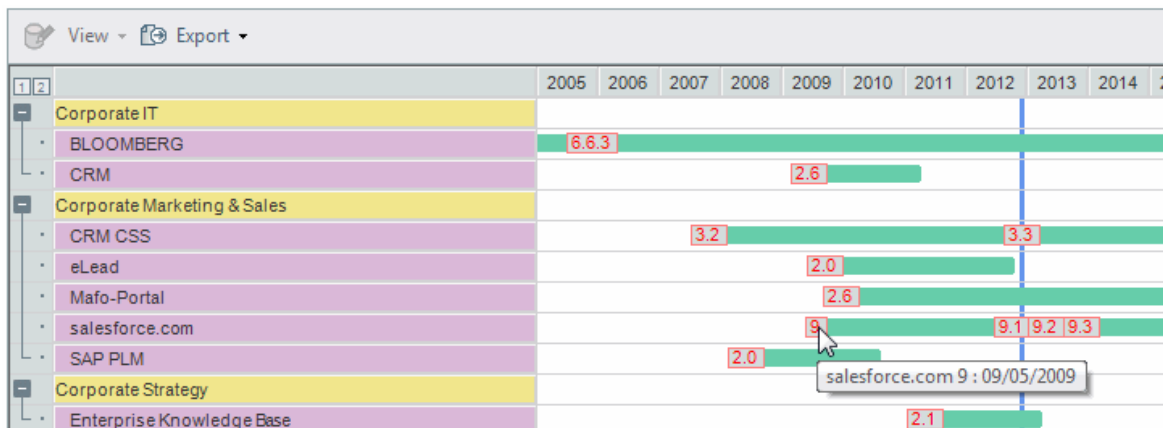 View Export
1 2 2005 2006 2007 2008 2009 2010 2011 2012 2013 2014
Corporate IT
BLOOMBERG 6.6.3
CRM 2.6
Corporate Marketing & Sales
CRM CSS 3.2 3.3
eLead 2.0
Mafo-Portal 2.6
salesforce.com 9 9.1 9.2 9.3
SAP PLM 2.0
salesforce.com 9 : 09/05/2009
Corporate Strategy
Enterprise Knowledge Base 2.1